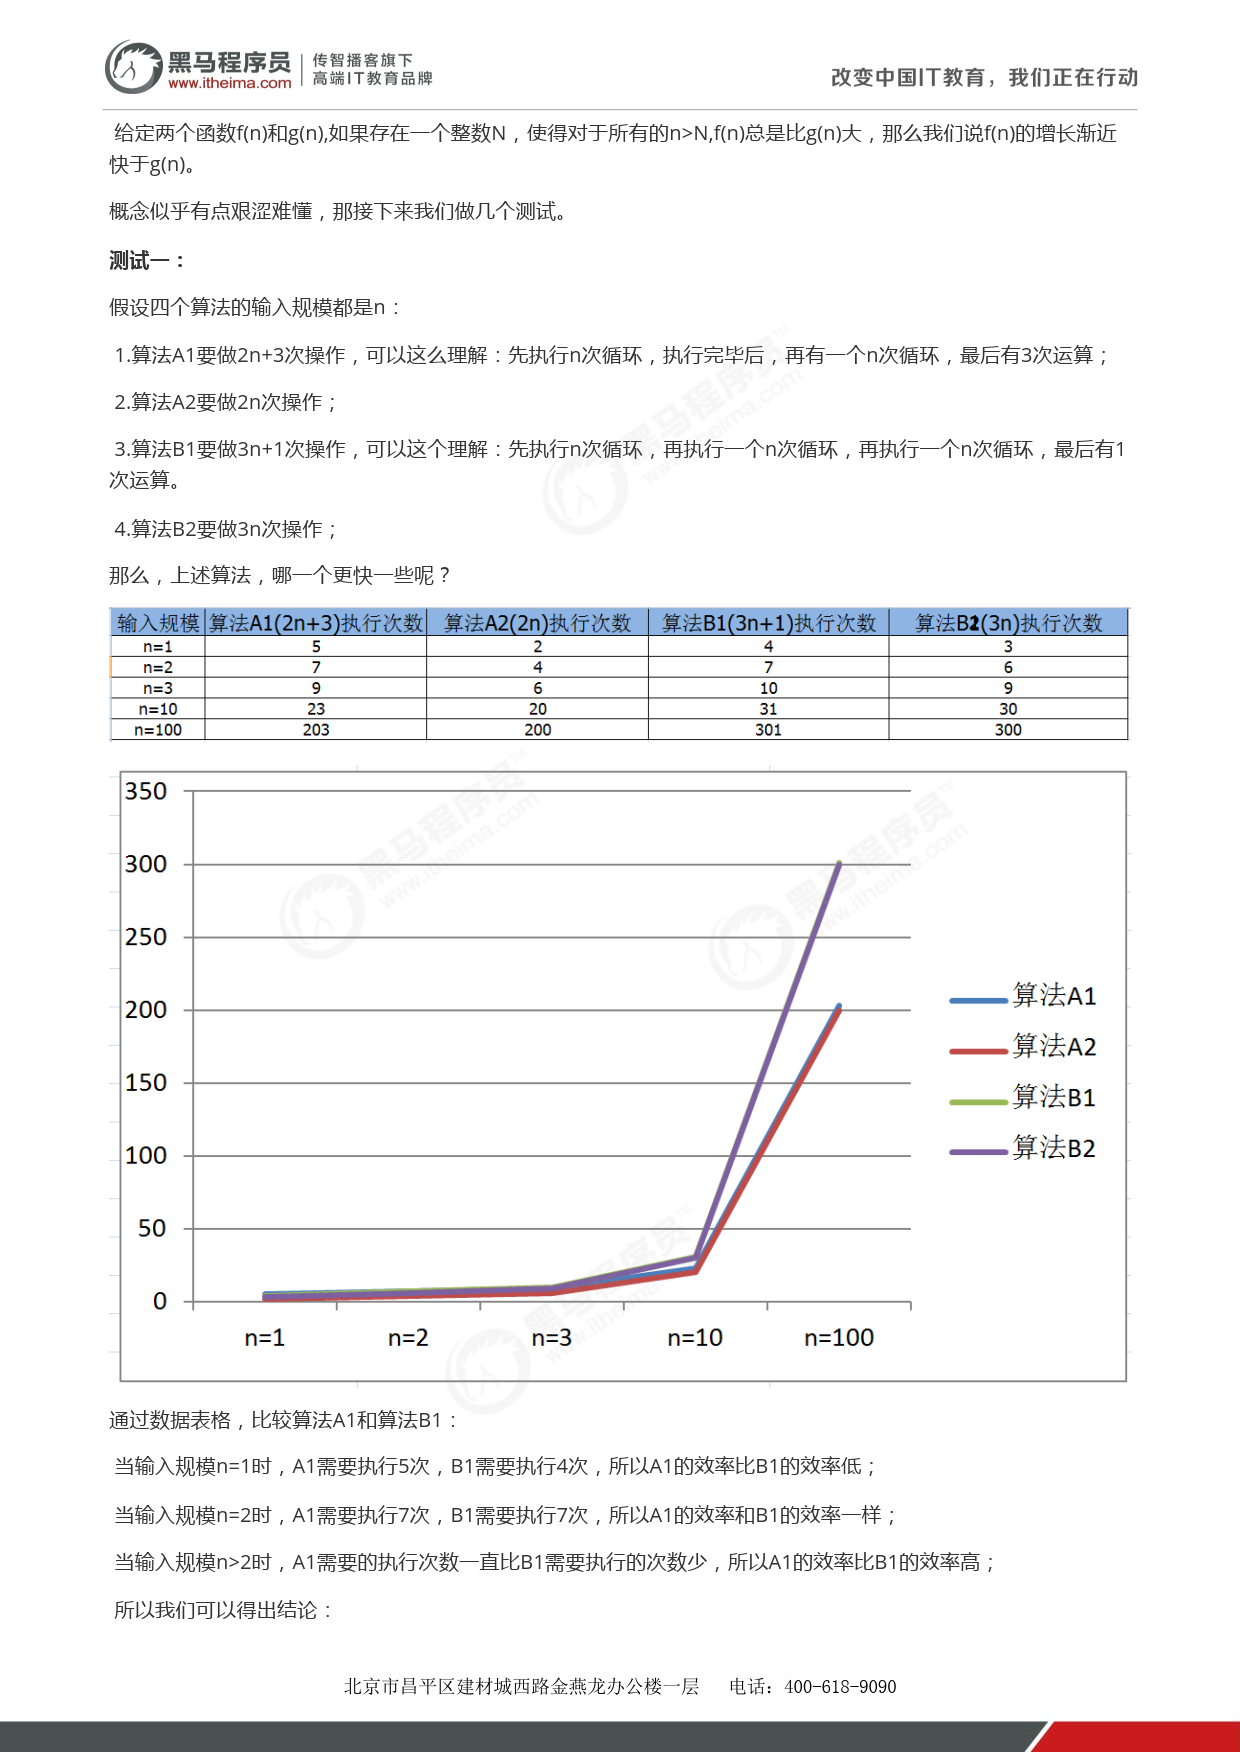 黑马程序员
www.itheima.com
传智播客旗下
高端IT教育品牌
改变中国IT教育，我们正在行动
给定两个函数f(n)和g(n),如果存在一个整数N，使得对于所有的n>N,f(n)总是比g(n)大，那么我们说f(n)的增长渐近
快于g(n)。
概念似乎有点艰涩难懂，那接下来我们做几个测试。
测试一：
假设四个算法的输入规模都是n：
1.算法A1要做2n+3次操作，可以这么理解：先执行n次循环，执行完毕后，再有一个n次循环，最后有3次运算；
2.算法A2要做2n次操作；
3.算法B1要做3n+1次操作，可以这个理解：先执行n次循环，再执行一个n次循环，再执行一个n次循环，最后有1
次运算。
4.算法B2要做3n次操作；
那么，上述算法，哪一个更快一些呢？
输入规模 算法A1(2n+3)执行次数 算法A2(2n)执行次数 算法B1(3n+1)执行次数 算法B2(3n)执行次数
n=1 5 2 4 3
n=2 7 4 7 6
n=3 9 6 10 9
n=10 23 20 31 30
n=100 203 200 301 300
350
300
250
200
150
100
50
0
n=1 n=2 n=3 n=10 n=100
算法A1
算法A2
算法B1
算法B2
通过数据表格，比较算法A1和算法B1：
当输入规模n=1时，A1需要执行5次，B1需要执行4次，所以A1的效率比B1的效率低；
当输入规模n=2时，A1需要执行7次，B1需要执行7次，所以A1的效率和B1的效率一样；
当输入规模n>2时，A1需要的执行次数一直比B1需要执行的次数少，所以A1的效率比B1的效率高；
所以我们可以得出结论：
北京市昌平区建材城西路金燕龙办公楼一层 电话：400-618-9090